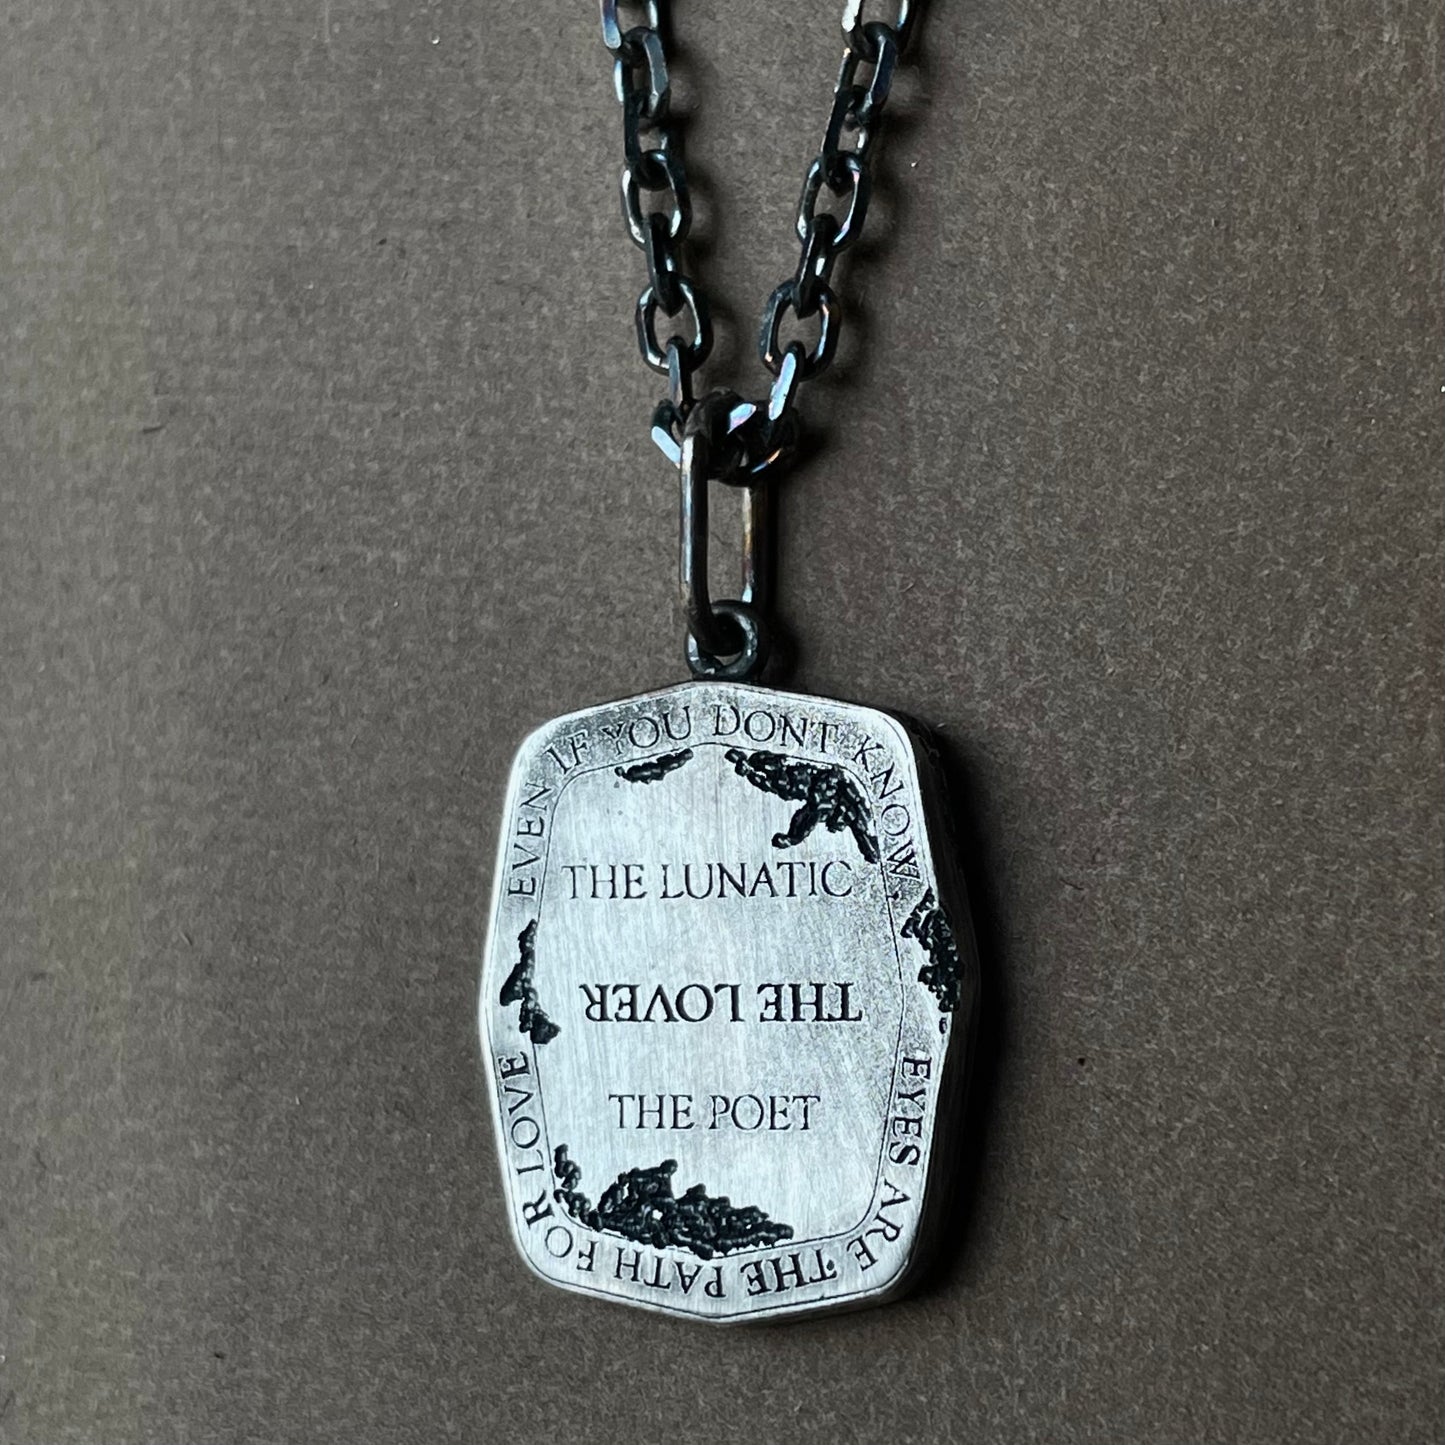 EVEN IF YOU DONT KNOW,
EYES ARE THE PATH FOR LOVE
THE LUNATIC
THE LOVER
THE POET